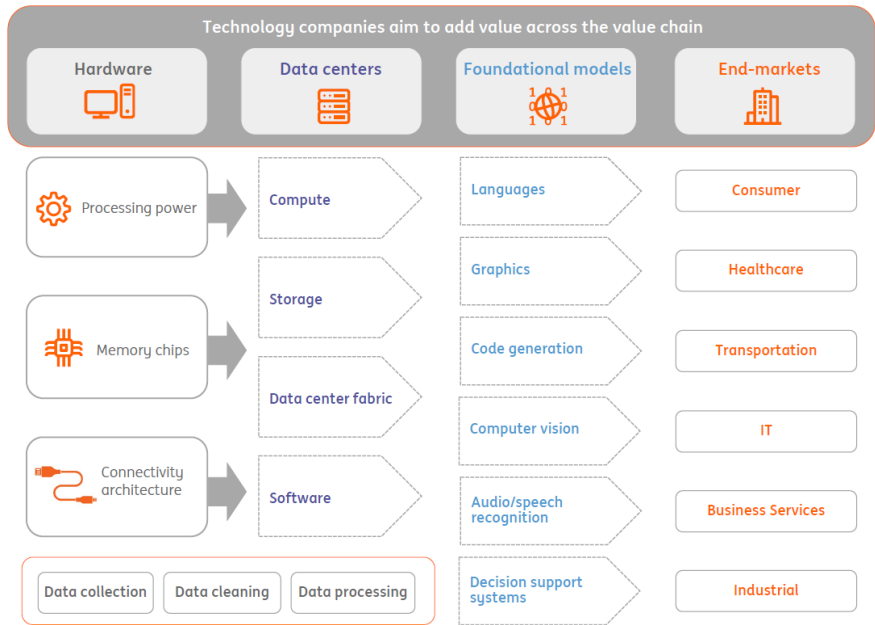 Technology companies aim to add value across the value chain
Hardware
Data centers
Foundational models
1 0 1
0 0
1 0 1
End-markets
Processing power
Memory chips
Connectivity
architecture
Compute
Storage
Data center fabric
Software
Languages
Graphics
Code generation
Computer vision
Audio/speech
recognition
Decision support
systems
Consumer
Healthcare
Transportation
IT
Business Services
Industrial
Data collection
Data cleaning
Data processing